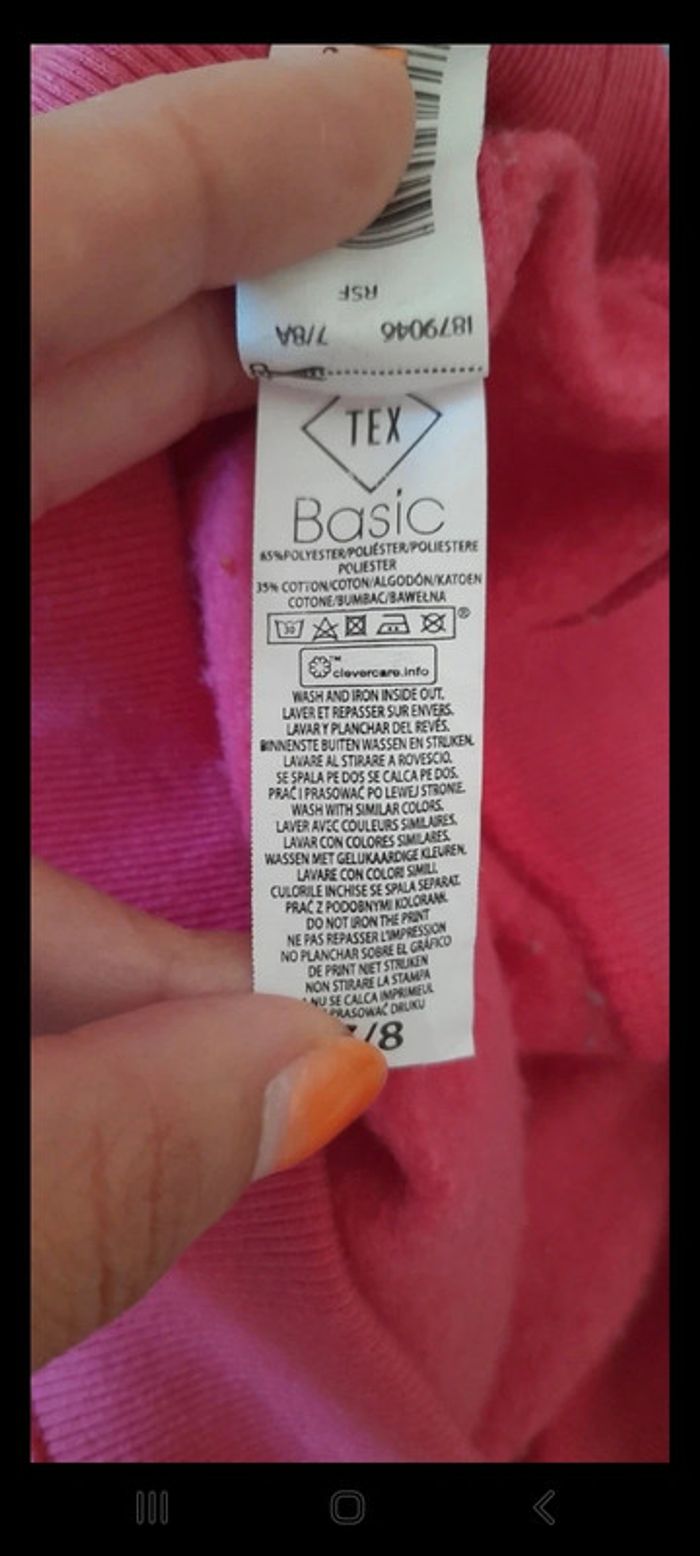 RSF
1879046 7/8A
TEX
Basic
65%POLYESTER/POLIÉSTER/POLIESTERE
POLIESTER
35% COTTON/COTON/ALGODÓN/KATOEN
COTONE/BUMBAC/BAWEŁNA
30
®
™
clevercare.info
WASH AND IRON INSIDE OUT.
LAVER ET REPASSER SUR ENVERS.
LAVAR Y PLANCHAR DEL REVÉS.
BINNENSTE BUITEN WASSEN EN STRIJKEN.
LAVARE AL STIRARE A ROVESCIO.
SE SPALA PE DOS SE CALCA PE DOS.
PRAĆ I PRASOWAĆ PO LEWEJ STRONIE.
WASH WITH SIMILAR COLORS.
LAVER AVEC COULEURS SIMILAIRES.
LAVAR CON COLORES SIMILARES.
WASSEN MET GELIJKAARDIGE KLEUREN.
LAVARE CON COLORI SIMILI.
CULORILE INCHISE SE SPALA SEPARAT.
PRAĆ Z PODOBNYMI KOLORAMI.
DO NOT IRON THE PRINT
NE PAS REPASSER L'IMPRESSION
NO PLANCHAR SOBRE EL GRÁFICO
DE PRINT NIET STRIJKEN
NON STIRARE LA STAMPA
NU SE CALCA IMPRIMEUL
PRASOWAĆ DRUKU
/8